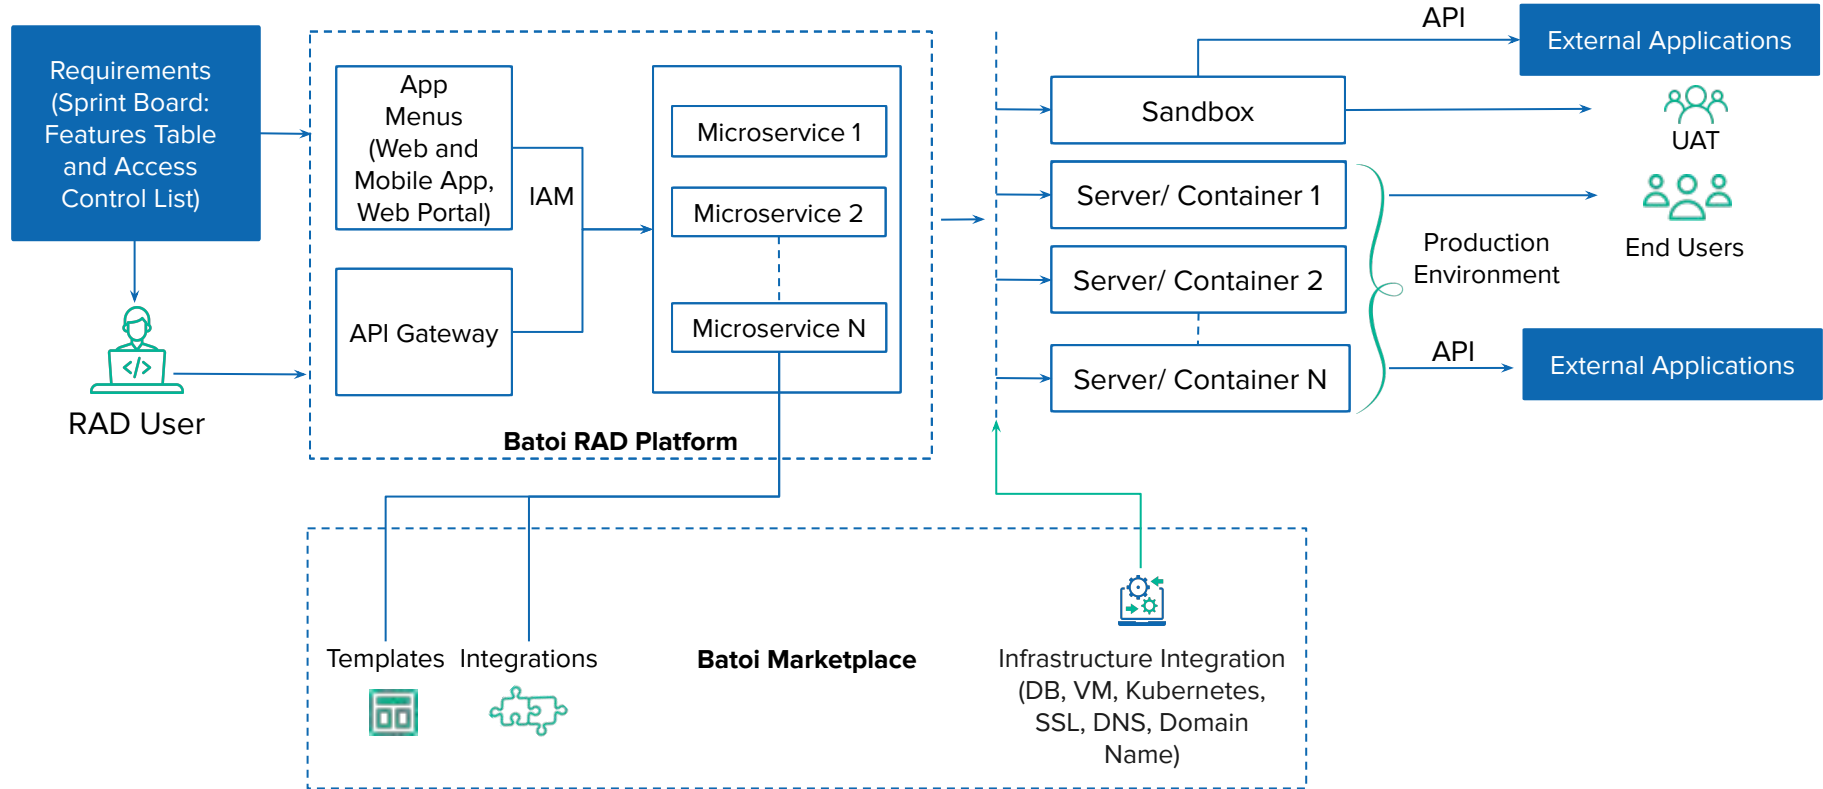 Requirements
(Sprint Board:
Features Table
and Access
Control List)
RAD User
App
Menus
(Web and
Mobile App,
Web Portal)
IAM
API Gateway
Microservice 1
Microservice 2
Microservice N
Batoi RAD Platform
API
External Applications
Sandbox
UAT
Server/ Container 1
Server/ Container 2
Server/ Container N
Production
Environment
End Users
API
External Applications
Templates
Integrations
Batoi Marketplace
Infrastructure Integration
(DB, VM, Kubernetes,
SSL, DNS, Domain
Name)